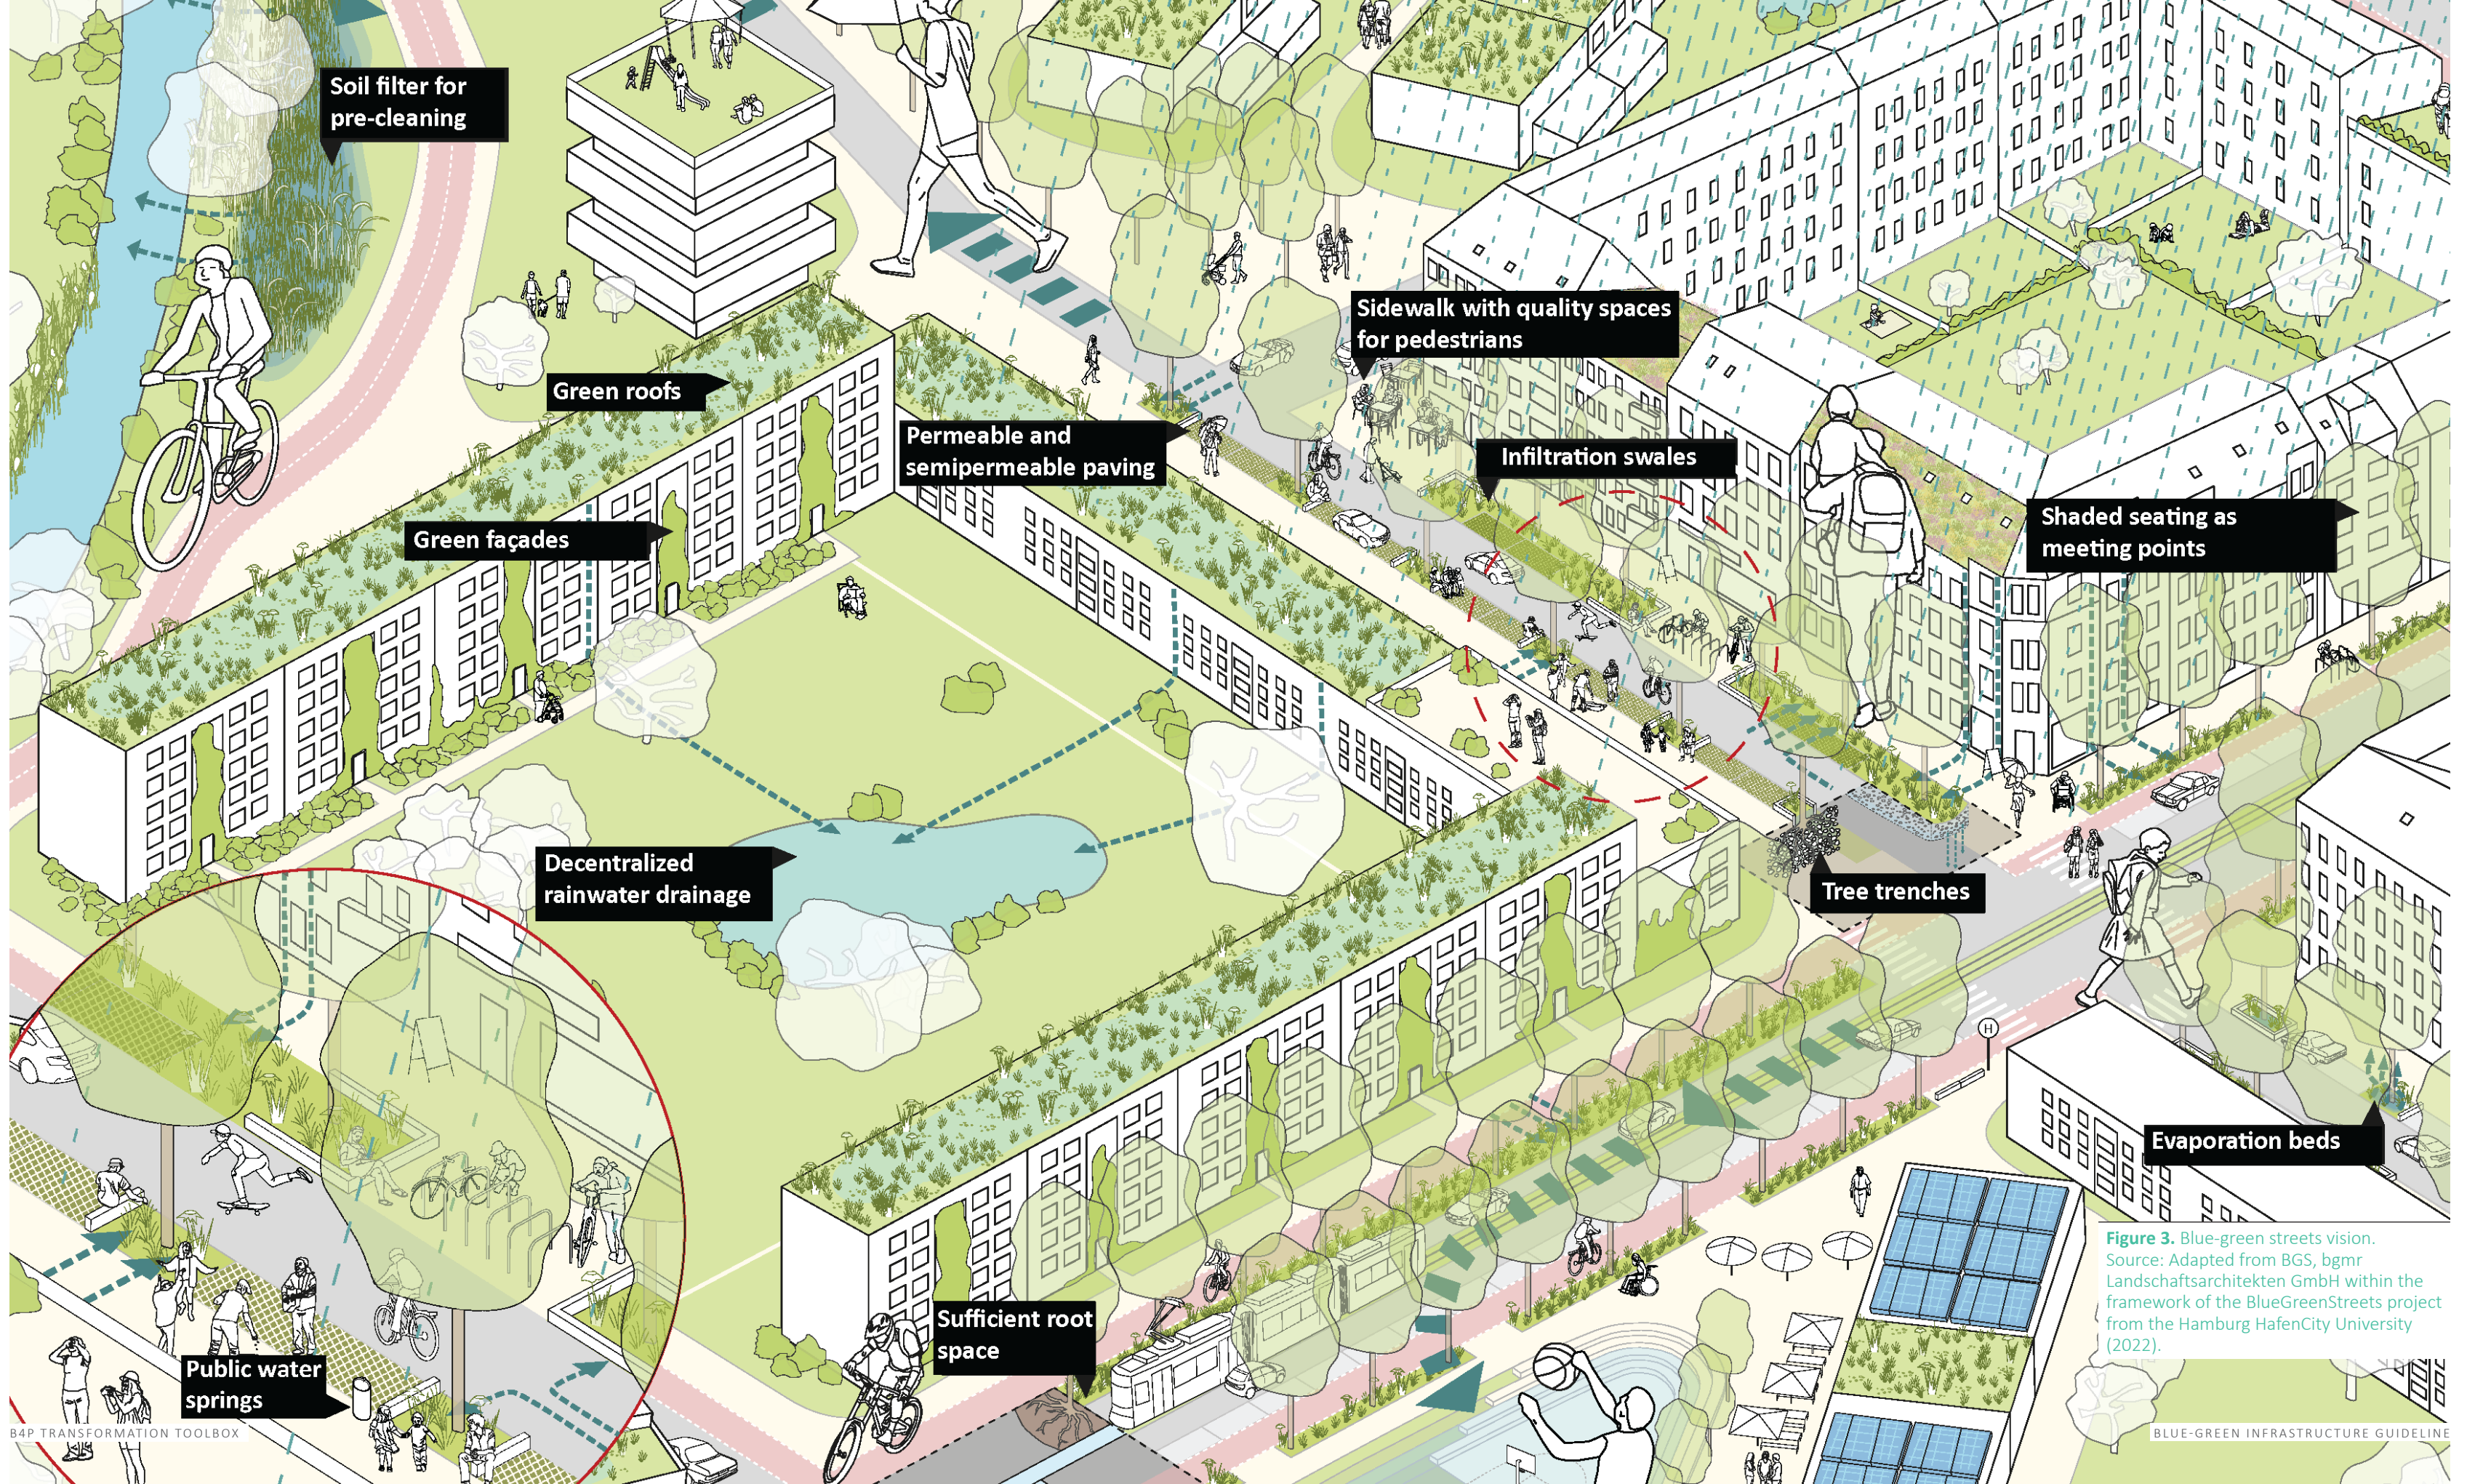 Soil filter for
pre-cleaning
Sidewalk with quality spaces
for pedestrians
Green roofs
Permeable and
semipermeable paving
Infiltration swales
Shaded seating as
meeting points
Green façades
Decentralized
rainwater drainage
Tree trenches
H
Evaporation beds
Sufficient root
space
Public water
springs
Figure 3. Blue-green streets vision.
Source: Adapted from BGS, bgmr
Landschaftsarchitekten GmbH within the
framework of the BlueGreenStreets project
from the Hamburg HafenCity University
(2022).
B4P TRANSFORMATION TOOLBOX
BLUE-GREEN INFRASTRUCTURE GUIDELINE